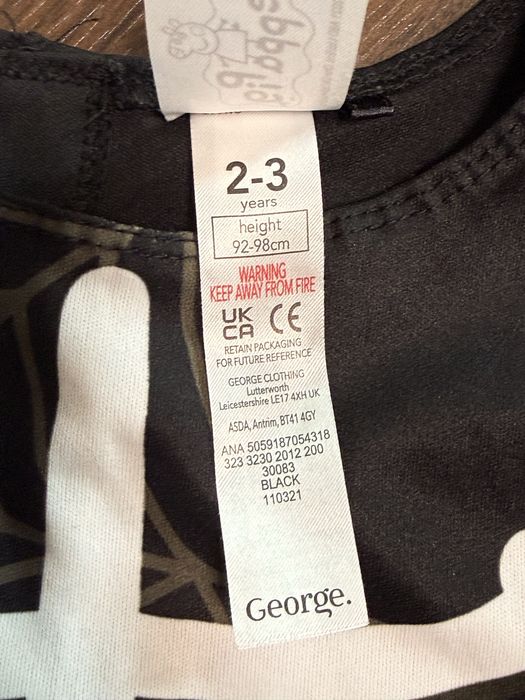 2-3
years
height
92-98cm
WARNING
KEEP AWAY FROM FIRE
UK
CA CE
RETAIN PACKAGING
FOR FUTURE REFERENCE
GEORGE CLOTHING
Lutterworth
Leicestershire LE17 4XH UK
ASDA, Antrim, BT41 4GY
ANA 5059187054318
323 3230 2012 200
30083
BLACK
110321
George.